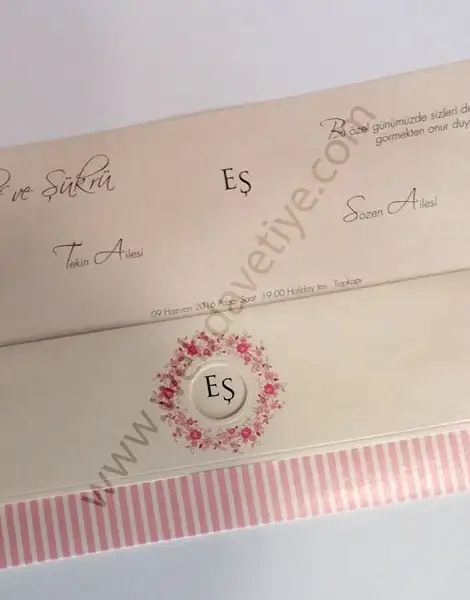 Bu özel günümüzde sizleri de
görmekten onur duy
ve Şükrü
EŞ
Tekin Ailesi
Sözen Ailesi
09 Haziran 2016 Pazar Saat 19.00 Holiday Inn Topkapı
EŞ